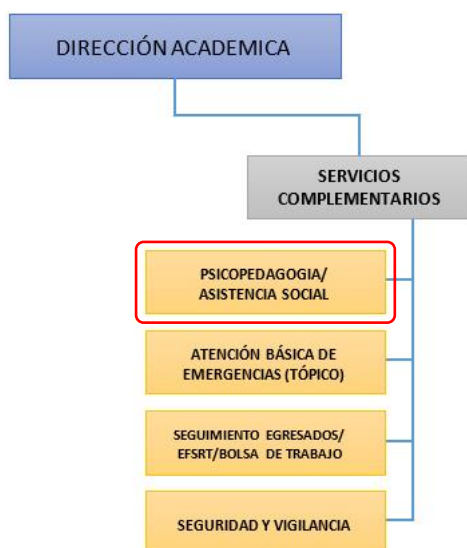 DIRECCIÓN ACADEMICA
SERVICIOS
COMPLEMENTARIOS
PSICOPEDAGOGIA/
ASISTENCIA SOCIAL
ATENCIÓN BÁSICA DE
EMERGENCIAS (TÓPICO)
SEGUIMIENTO EGRESADOS/
EFSRT/BOLSA DE TRABAJO
SEGURIDAD Y VIGILANCIA